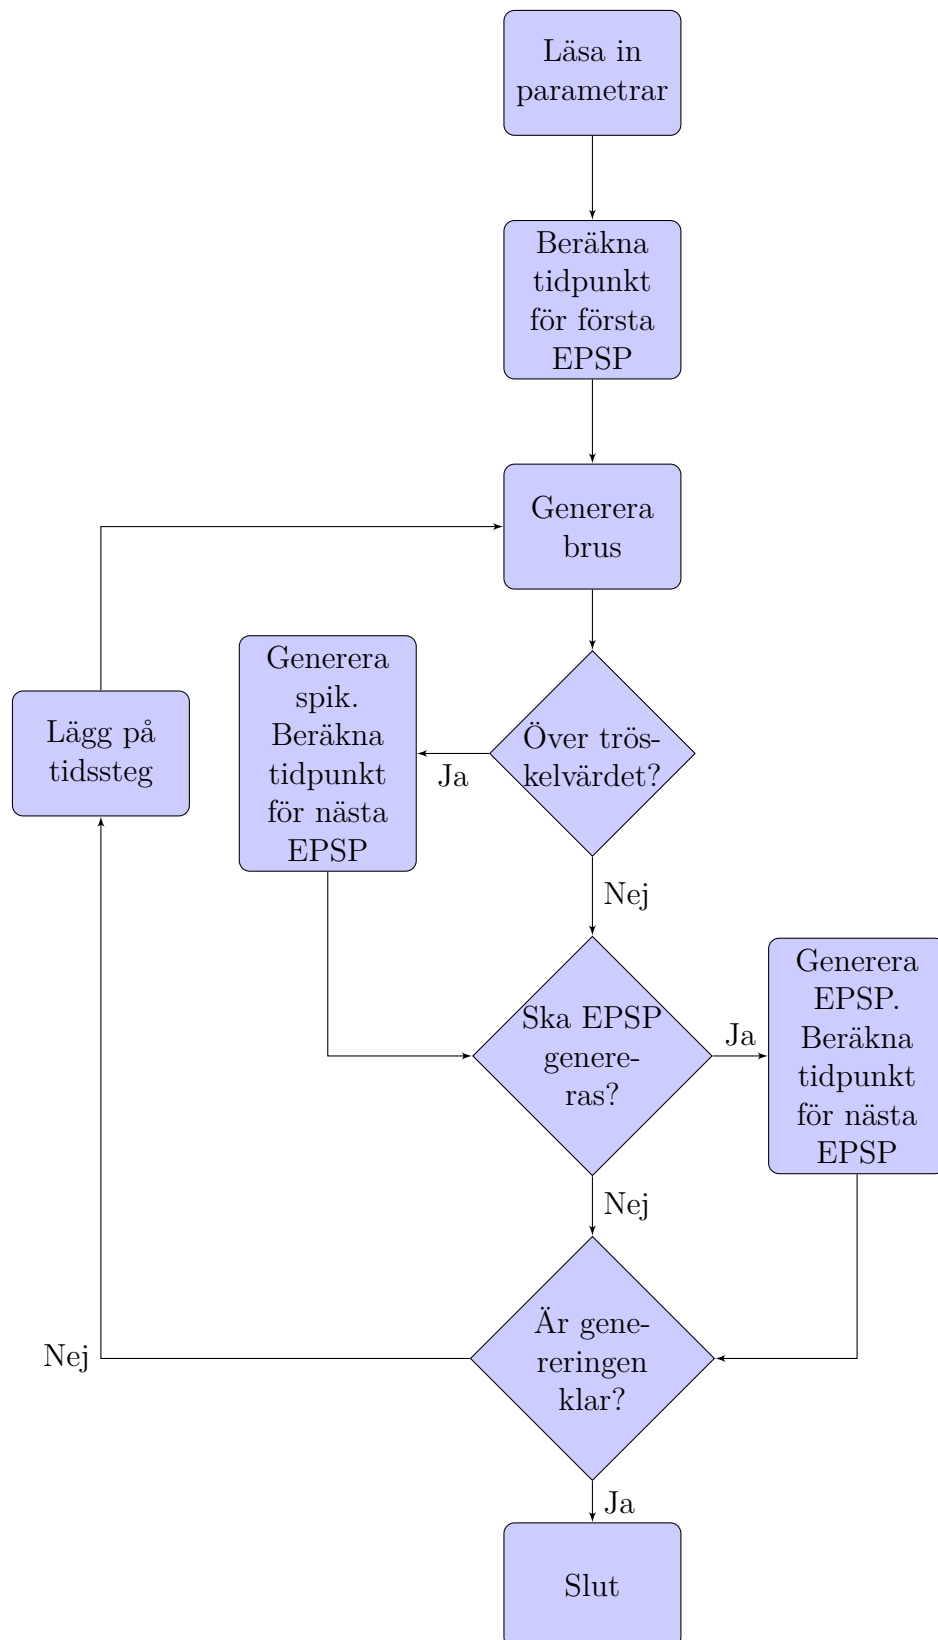 Läsa in
parametrar
Beräkna
tidpunkt
för första
EPSP
Generera
brus
Generera
spik.
Beräkna
tidpunkt
för nästa
EPSP
Lägg på
tidssteg
Över trös-
kelvärdet?
Ja
Nej
Ska EPSP
genere-
ras?
Ja
Generera
EPSP.
Beräkna
tidpunkt
för nästa
EPSP
Nej
Är gene-
reringen
klar?
Nej
Ja
Slut